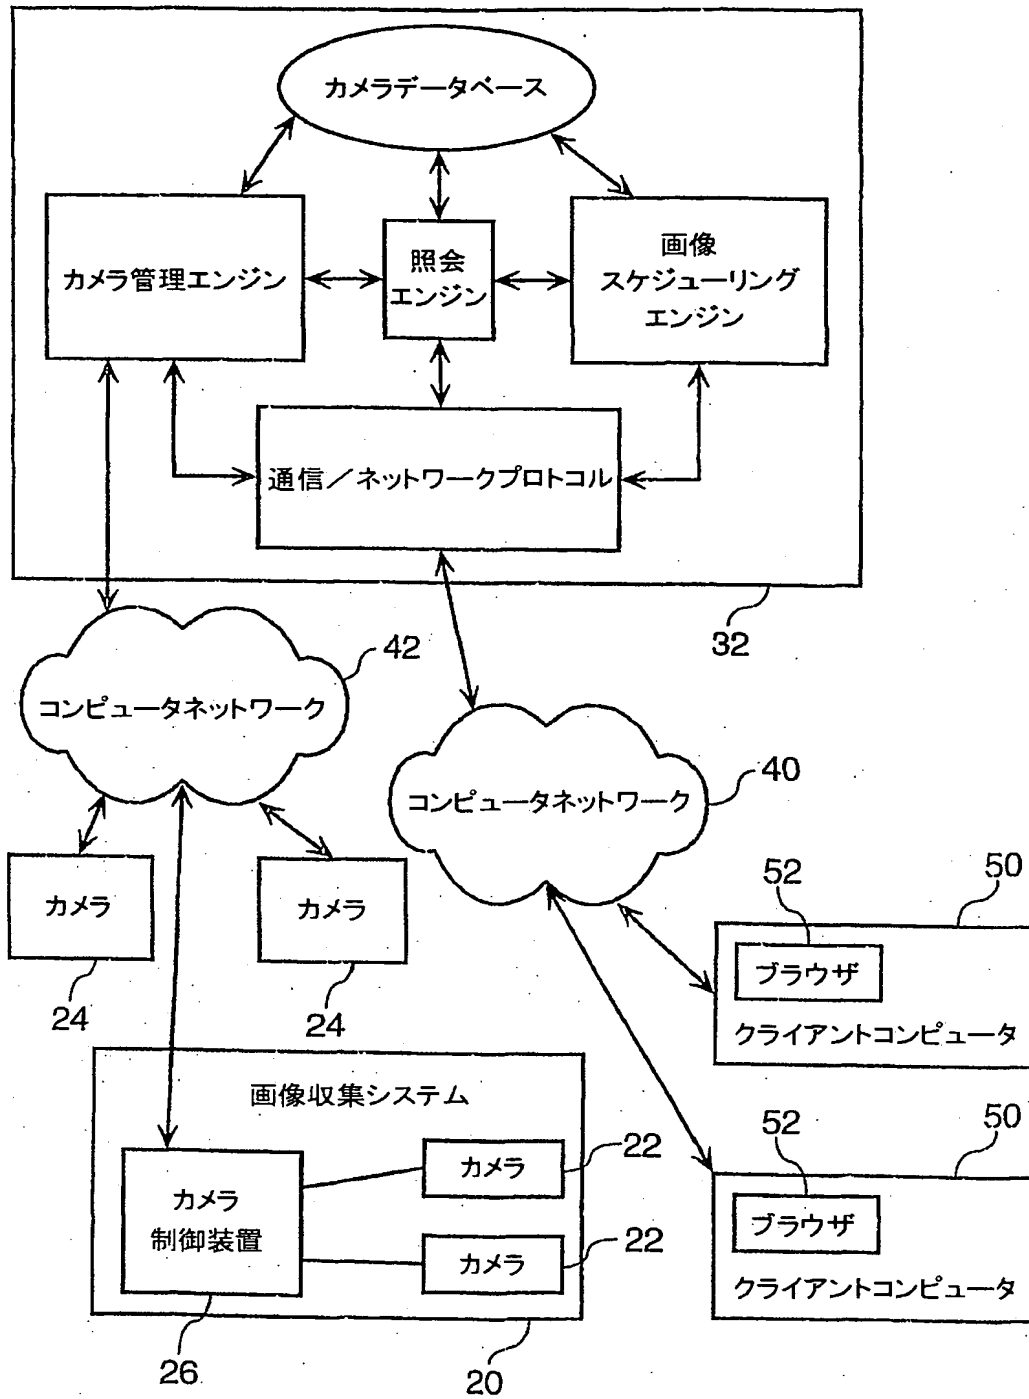 カメラデータベース
カメラ管理エンジン
照会
エンジン
画像
スケジューリング
エンジン
通信／ネットワークプロトコル
32
42
コンピュータネットワーク
40
コンピュータネットワーク
カメラ
24
カメラ
24
52
50
ブラウザ
クライアントコンピュータ
画像収集システム
カメラ
制御装置
カメラ
22
カメラ
22
26
20
52
50
ブラウザ
クライアントコンピュータ